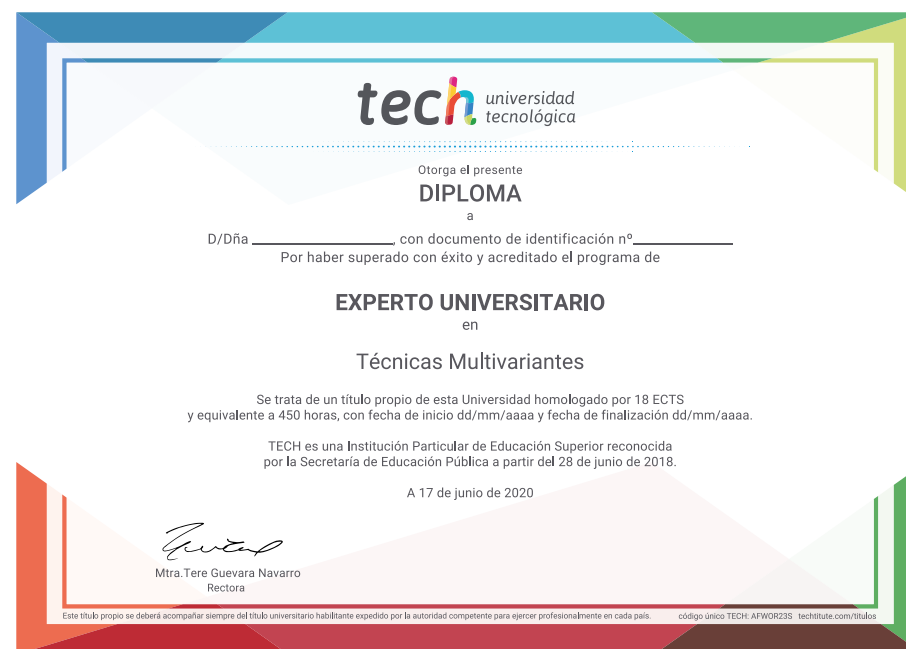 tech universidad
tecnológica
Otorga el presente
DIPLOMA
a
D/Dña ____________________, con documento de identificación nº______________
Por haber superado con éxito y acreditado el programa de
EXPERTO UNIVERSITARIO
en
Técnicas Multivariantes
Se trata de un título propio de esta Universidad homologado por 18 ECTS
y equivalente a 450 horas, con fecha de inicio dd/mm/aaaa y fecha de finalización dd/mm/aaaa.
TECH es una Institución Particular de Educación Superior reconocida
por la Secretaría de Educación Pública a partir del 28 de junio de 2018.
A 17 de junio de 2020
Mtra.Tere Guevara Navarro
Rectora
Este título propio se deberá acompañar siempre del título universitario habilitante expedido por la autoridad competente para ejercer profesionalmente en cada país. código único TECH: AFWOR23S techtitute.com/titulos